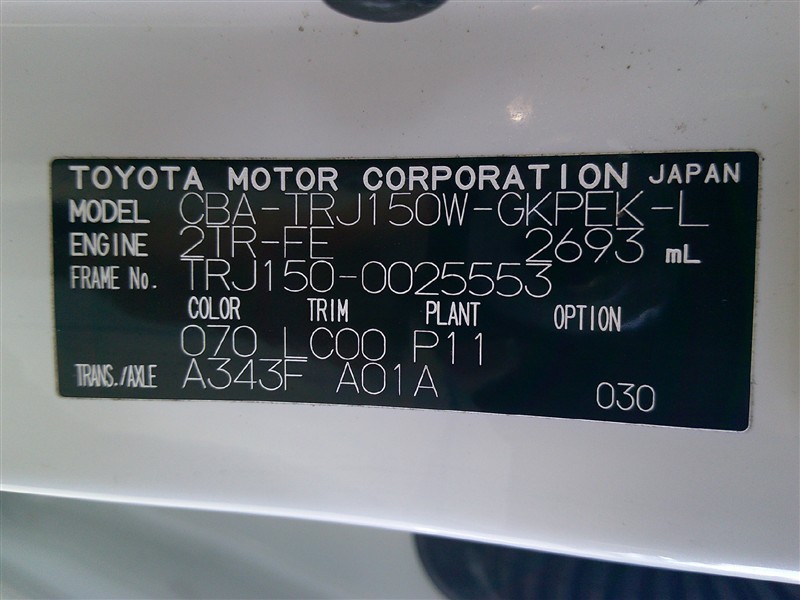 TOYOTA MOTOR CORPORATION JAPAN
MODEL CBA-TRJ150W-GKPEK-L
ENGINE 2TR-FE 2693 mL
FRAME No. TRJ150-0025553
COLOR TRIM PLANT OPTION
070 LC00 P11
TRANS./AXLE A343F A01A 030